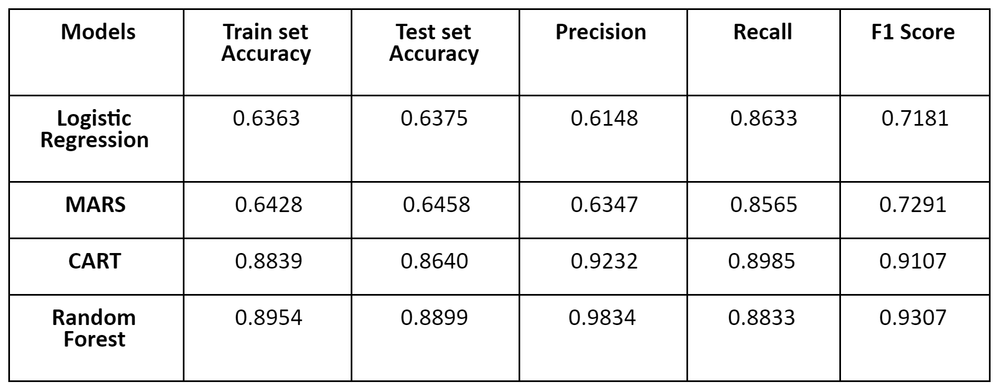 Models Train set Accuracy Test set Accuracy Precision Recall F1 Score
Logistic Regression 0.6363 0.6375 0.6148 0.8633 0.7181
MARS 0.6428 0.6458 0.6347 0.8565 0.7291
CART 0.8839 0.8640 0.9232 0.8985 0.9107
Random Forest 0.8954 0.8899 0.9834 0.8833 0.9307